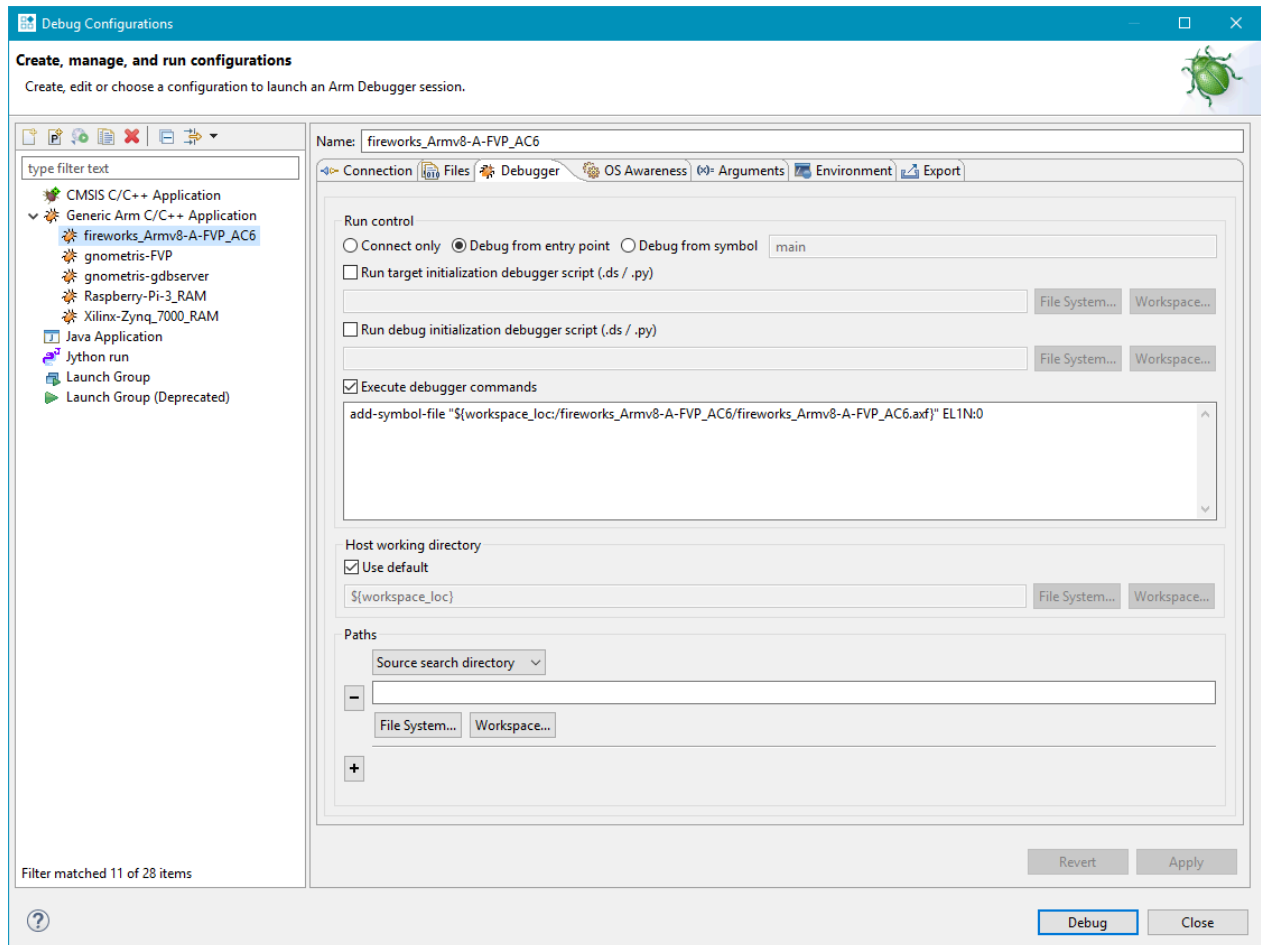 Debug Configurations
Create, manage, and run configurations
Create, edit or choose a configuration to launch an Arm Debugger session.
type filter text
CMSIS C/C++ Application
Generic Arm C/C++ Application
fireworks_Armv8-A-FVP_AC6
gnometris-FVP
gnometris-gdbserver
Raspberry-Pi-3_RAM
Xilinx-Zynq_7000_RAM
Java Application
Jython run
Launch Group
Launch Group (Deprecated)
Filter matched 11 of 28 items
Name: fireworks_Armv8-A-FVP_AC6
Connection Files Debugger OS Awareness (x)= Arguments Environment Export
Run control
Connect only Debug from entry point Debug from symbol main
Run target initialization debugger script (.ds / .py)
File System... Workspace...
Run debug initialization debugger script (.ds / .py)
File System... Workspace...
Execute debugger commands
add-symbol-file "${workspace_loc:/fireworks_Armv8-A-FVP_AC6/fireworks_Armv8-A-FVP_AC6.axf}" EL1N:0
Host working directory
Use default
${workspace_loc}
File System... Workspace...
Paths
Source search directory
File System... Workspace...
Revert Apply
Debug Close